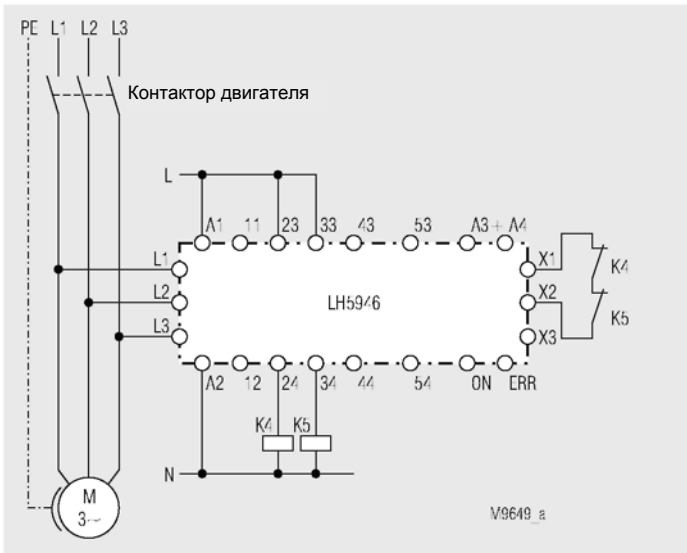 PE L1 L2 L3
Контактор двигателя
L
A1 11 23 33 43 53 A3+ A4
L1 X1
K4
L2 LH5946 X2
K5
L3 X3
A2 12 24 34 44 54 ON ERR
K4 K5
N
M
3~
M9649_a